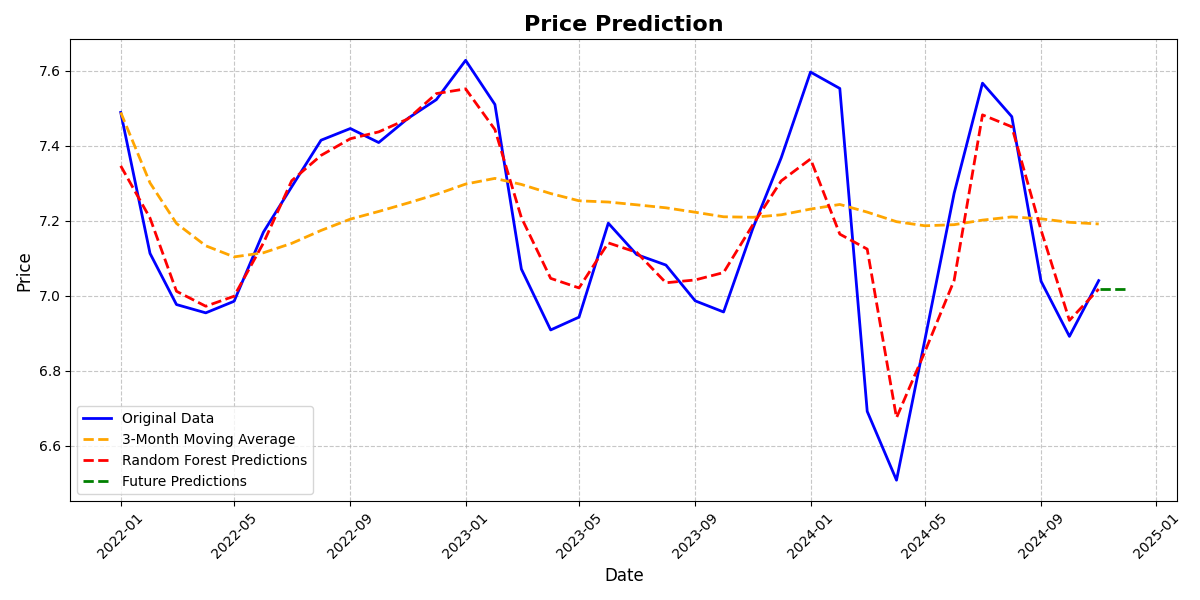 Price Prediction
Price
7.6
7.4
7.2
7.0
6.8
6.6
Original Data
3-Month Moving Average
Random Forest Predictions
Future Predictions
2022-01
2022-05
2022-09
2023-01
2023-05
2023-09
2024-01
2024-05
2024-09
2025-01
Date